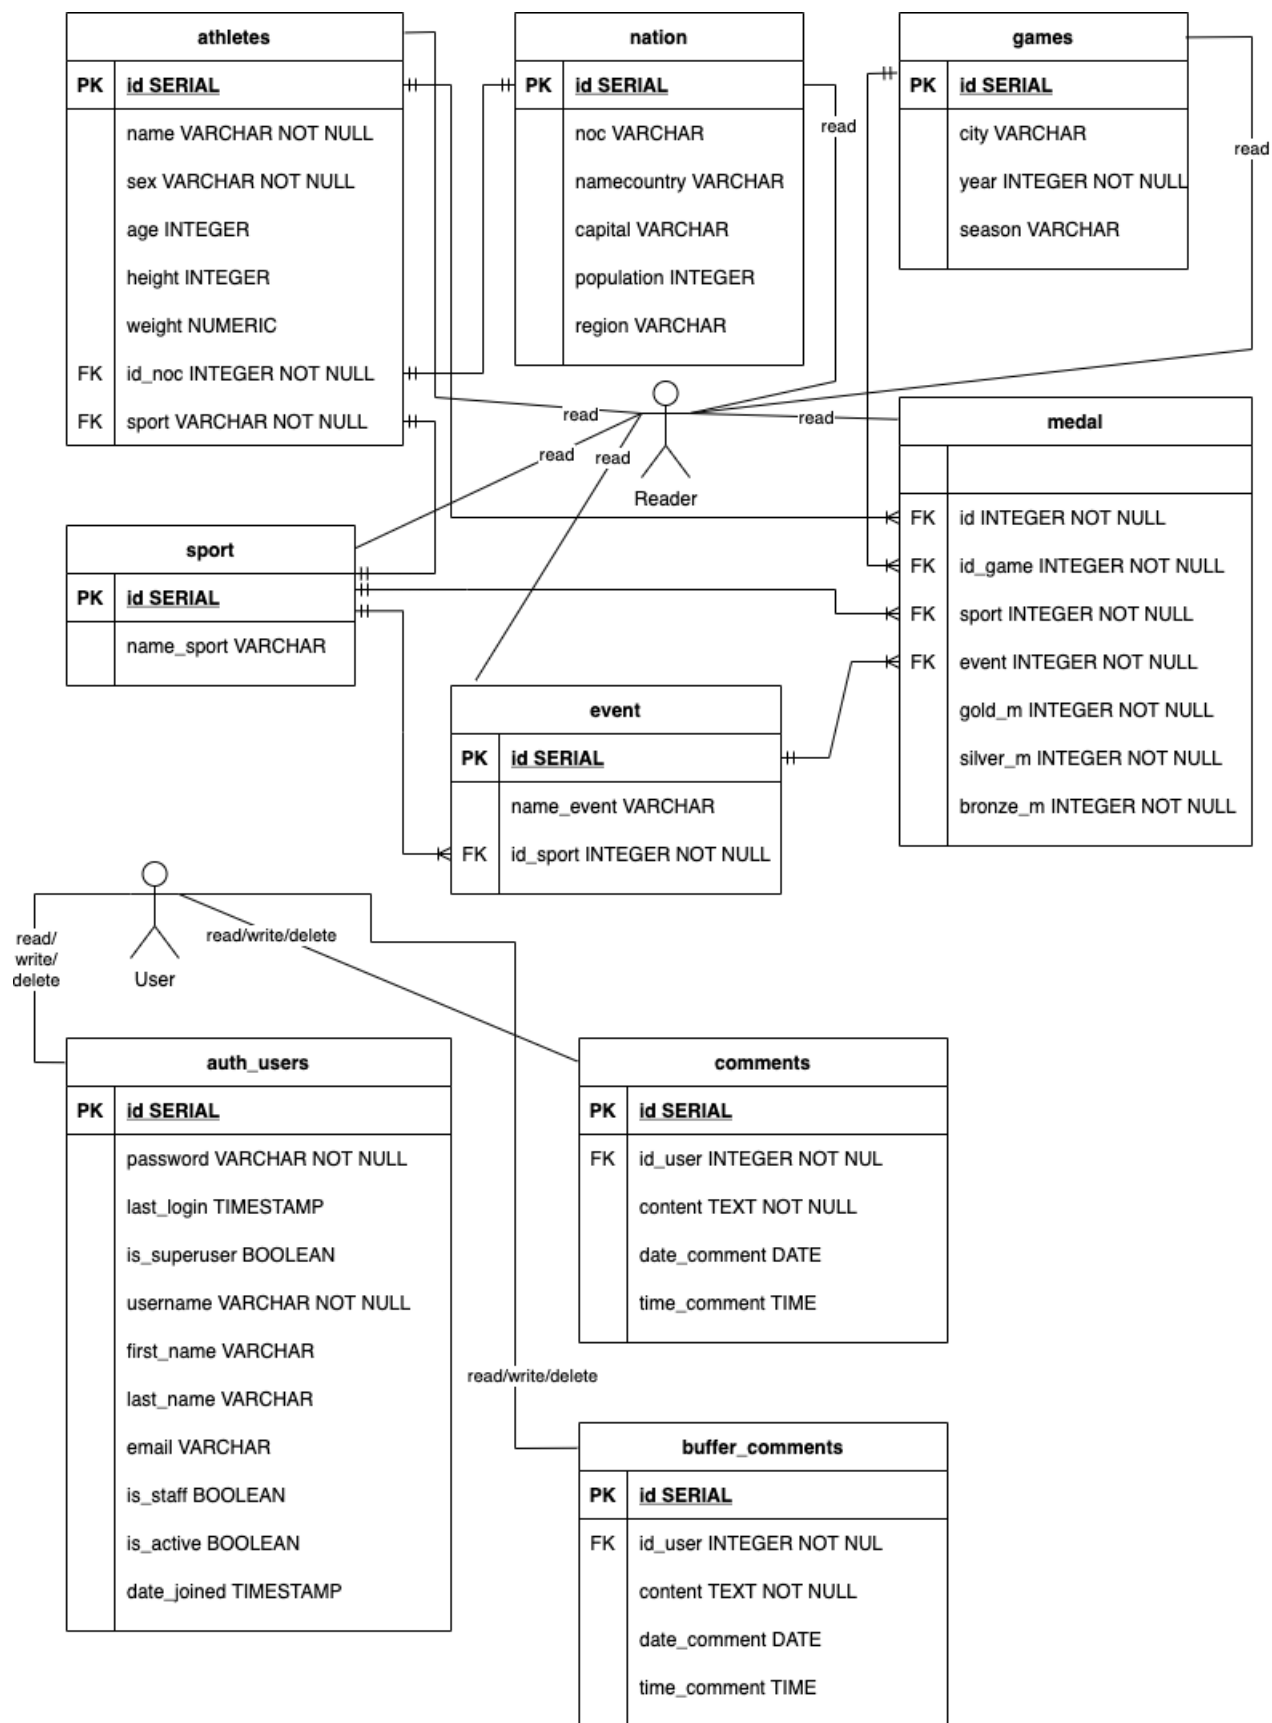 athletes
PK id SERIAL
name VARCHAR NOT NULL
sex VARCHAR NOT NULL
age INTEGER
height INTEGER
weight NUMERIC
FK id_noc INTEGER NOT NULL
FK sport VARCHAR NOT NULL
nation
PK id SERIAL
noc VARCHAR
namecountry VARCHAR
capital VARCHAR
population INTEGER
region VARCHAR
read
games
PK id SERIAL
city VARCHAR
year INTEGER NOT NULL
season VARCHAR
read
read
read
read
read
Reader
medal
FK id INTEGER NOT NULL
FK id_game INTEGER NOT NULL
FK sport INTEGER NOT NULL
FK event INTEGER NOT NULL
gold_m INTEGER NOT NULL
silver_m INTEGER NOT NULL
bronze_m INTEGER NOT NULL
sport
PK id SERIAL
name_sport VARCHAR
event
PK id SERIAL
name_event VARCHAR
FK id_sport INTEGER NOT NULL
read/
write/
delete
read/write/delete
User
auth_users
PK id SERIAL
password VARCHAR NOT NULL
last_login TIMESTAMP
is_superuser BOOLEAN
username VARCHAR NOT NULL
first_name VARCHAR
last_name VARCHAR
email VARCHAR
is_staff BOOLEAN
is_active BOOLEAN
date_joined TIMESTAMP
comments
PK id SERIAL
FK id_user INTEGER NOT NUL
content TEXT NOT NULL
date_comment DATE
time_comment TIME
read/write/delete
buffer_comments
PK id SERIAL
FK id_user INTEGER NOT NUL
content TEXT NOT NULL
date_comment DATE
time_comment TIME